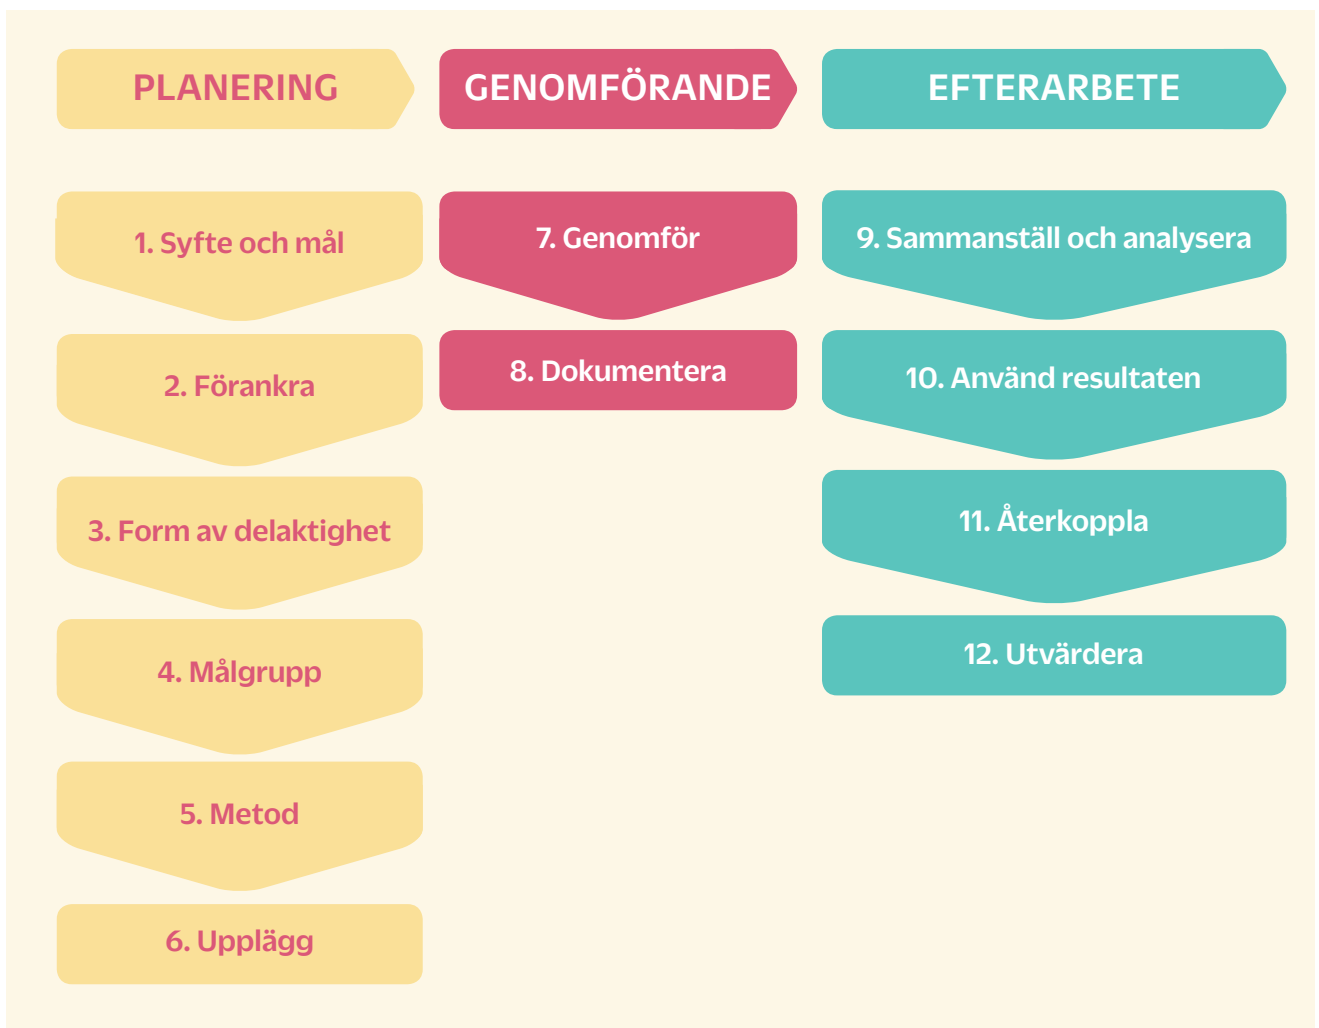 PLANERING
1. Syfte och mål
2. Förankra
3. Form av delaktighet
4. Målgrupp
5. Metod
6. Upplägg
GENOMFÖRANDE
7. Genomför
8. Dokumentera
EFTERARBETE
9. Sammanställ och analysera
10. Använd resultaten
11. Återkoppla
12. Utvärdera